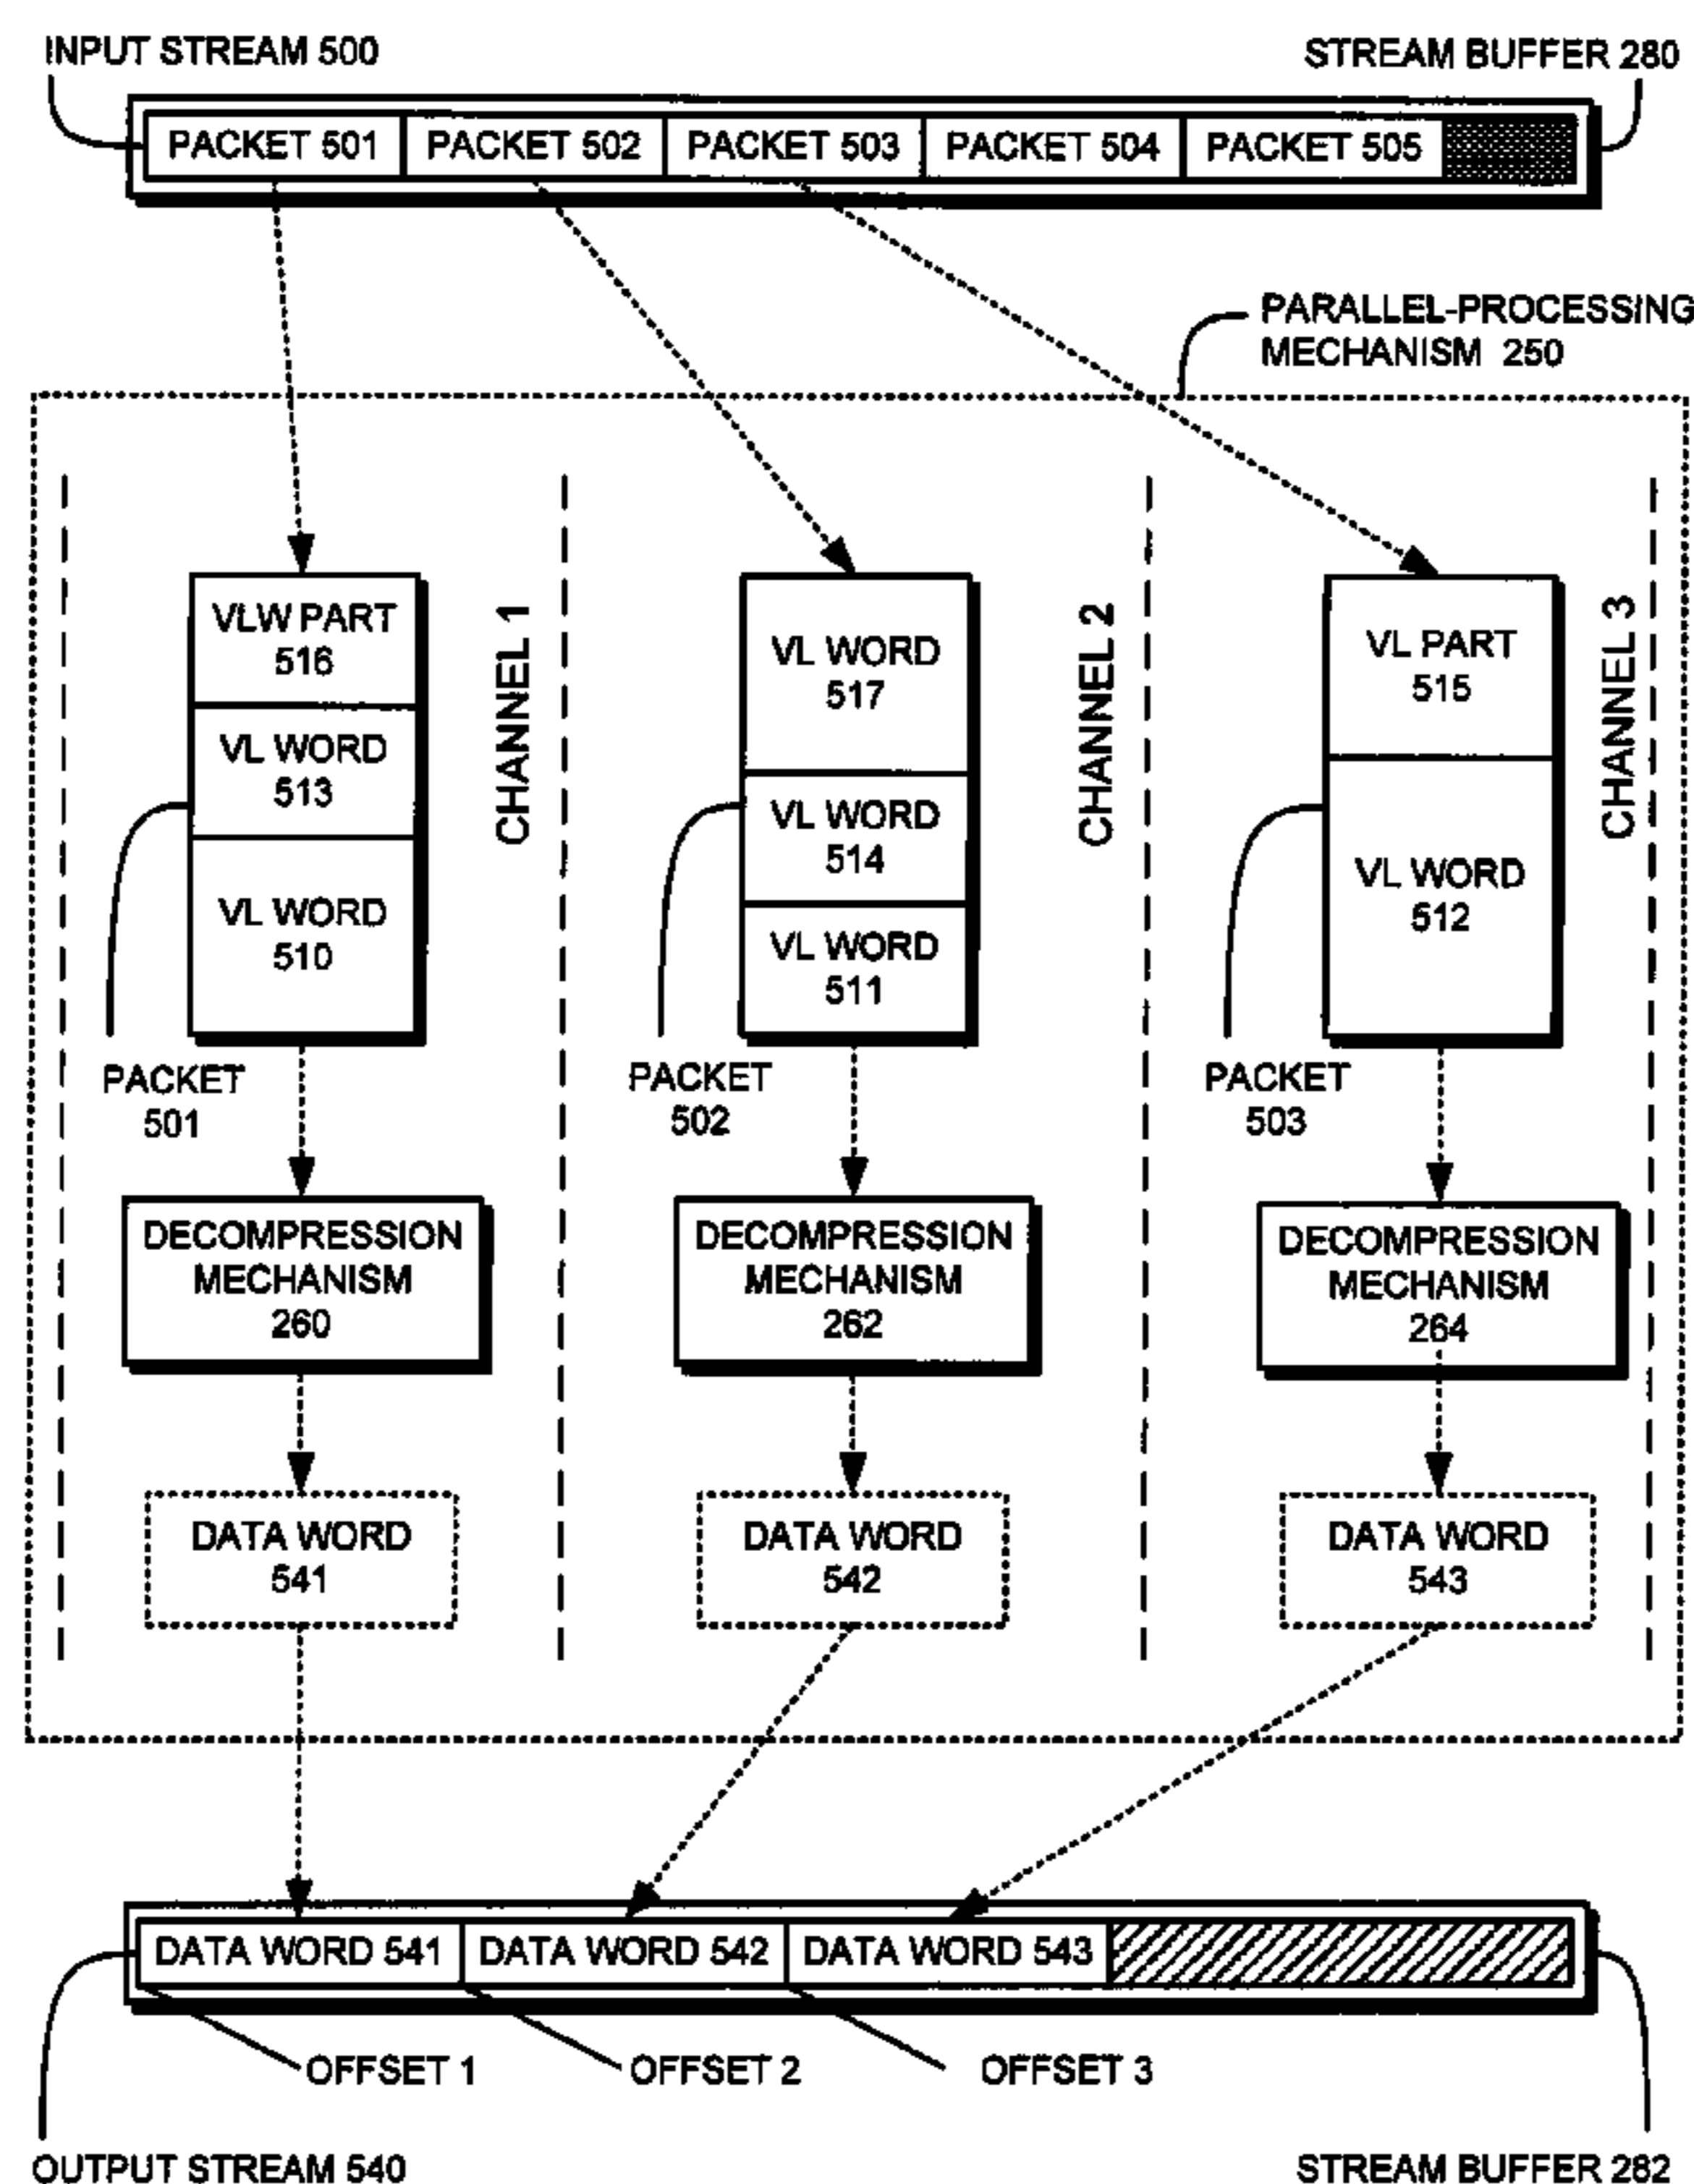 INPUT STREAM 500
STREAM BUFFER 280
PACKET 501 PACKET 502 PACKET 503 PACKET 504 PACKET 505
PARALLEL-PROCESSING
MECHANISM 250
VLW PART
516
VL WORD
513
VL WORD
510
CHANNEL 1
PACKET
501
DECOMPRESSION
MECHANISM
260
DATA WORD
541
VL WORD
517
VL WORD
514
VL WORD
511
CHANNEL 2
PACKET
502
DECOMPRESSION
MECHANISM
262
DATA WORD
542
VL PART
515
VL WORD
512
CHANNEL 3
PACKET
503
DECOMPRESSION
MECHANISM
264
DATA WORD
543
DATA WORD 541 DATA WORD 542 DATA WORD 543
OFFSET 1
OFFSET 2
OFFSET 3
OUTPUT STREAM 540
STREAM BUFFER 282